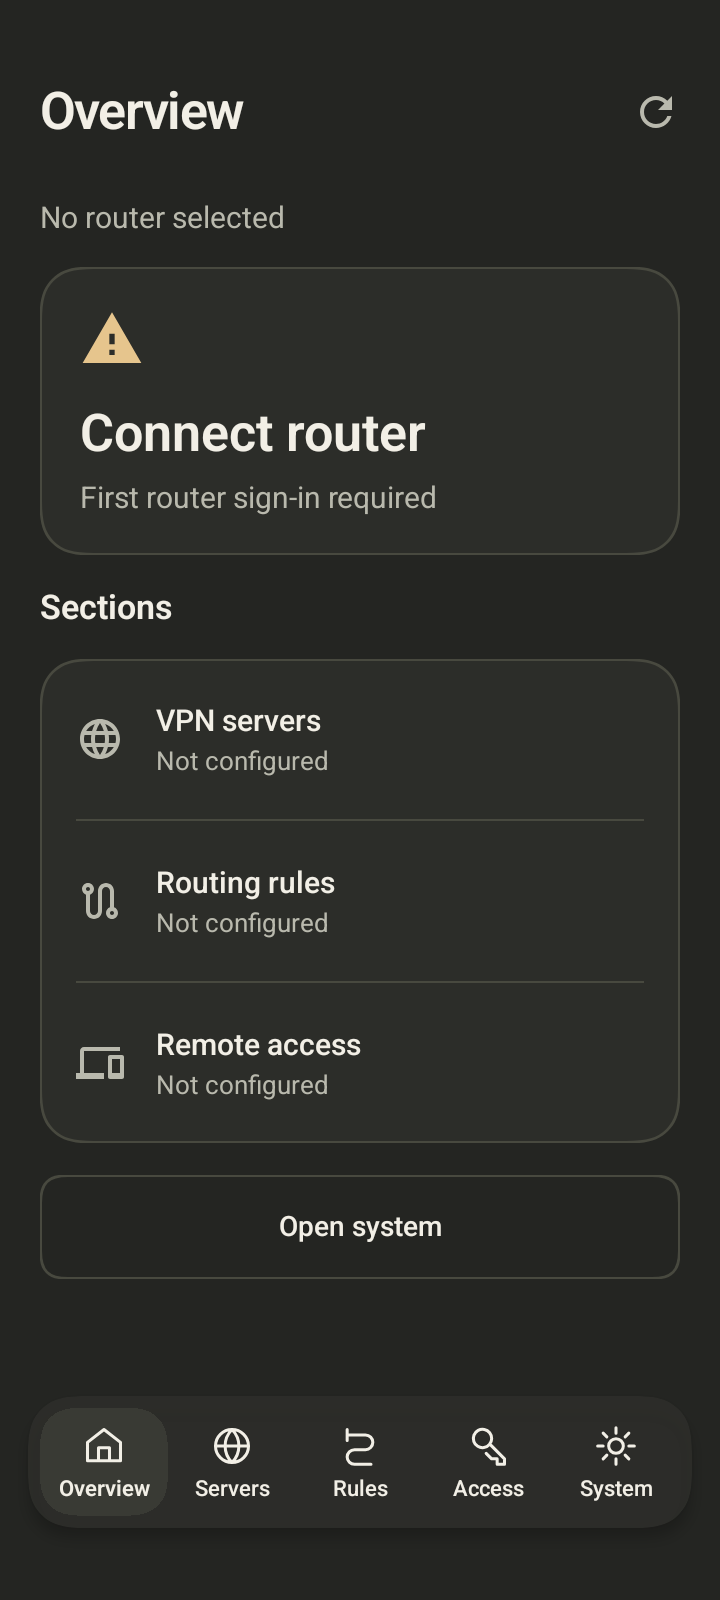 Overview
No router selected
Connect router
First router sign-in required
Sections
VPN servers
Not configured
Routing rules
Not configured
Remote access
Not configured
Open system
Overview
Servers
Rules
Access
System